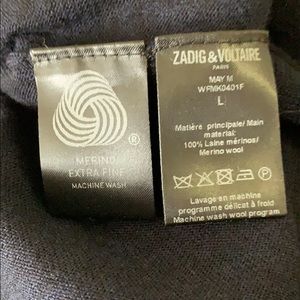 MERINO
EXTRA FINE
MACHINE WASH
®
ZADIG & VOLTAIRE
PARIS
MAY M
WFMK0401F
L
Matière principale/ Main
material:
100% Laine mérinos/
Merino wool
Lavage en machine
programme délicat à froid
Machine wash wool program